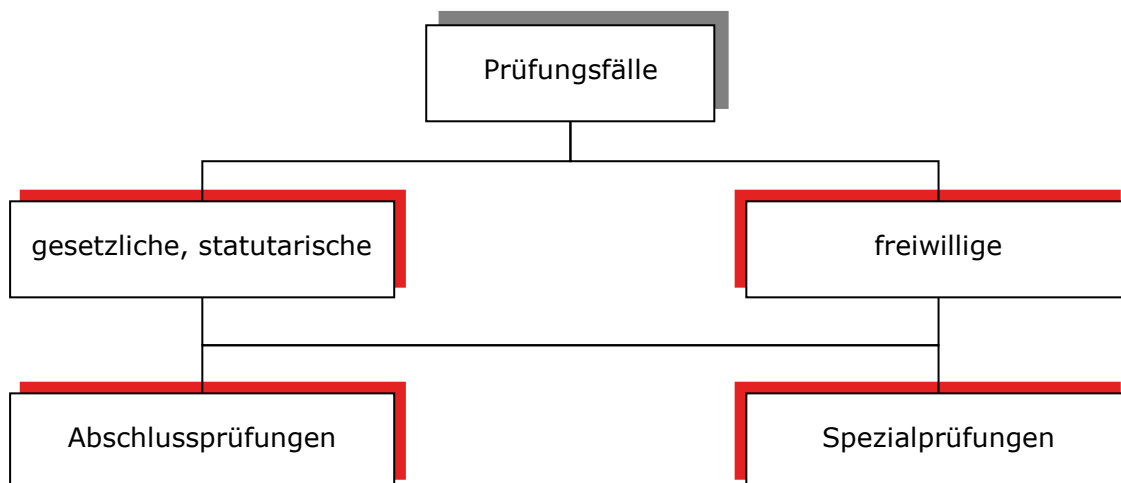 Prüfungsfälle
gesetzliche, statutarische
freiwillige
Abschlussprüfungen
Spezialprüfungen